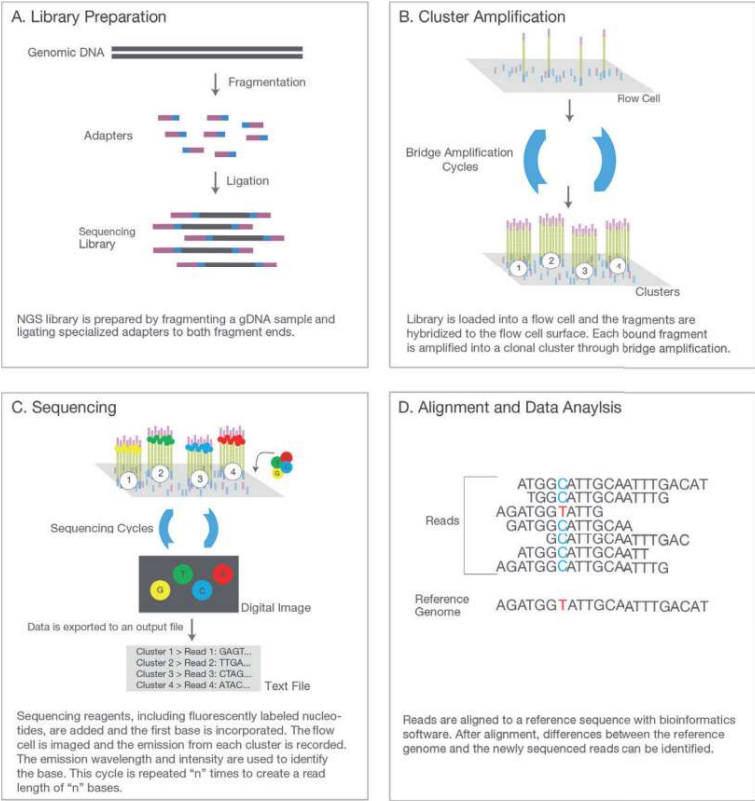 A. Library Preparation
Genomic DNA
Fragmentation
Adapters
Ligation
Sequencing
Library
NGS library is prepared by fragmenting a gDNA sample and
ligating specialized adapters to both fragment ends.
B. Cluster Amplification
Flow Cell
Bridge Amplification
Cycles
1 2 3 4
Clusters
Library is loaded into a flow cell and the fragments are
hybridized to the flow cell surface. Each bound fragment
is amplified into a clonal cluster through bridge amplification.
C. Sequencing
1 2 3 4
G
Sequencing Cycles
T
G C
Digital Image
Data is exported to an output file
Cluster 1 > Read 1: GAGT...
Cluster 2 > Read 2: TTGA...
Cluster 3 > Read 3: CTAG...
Cluster 4 > Read 4: ATAC...
Text File
Sequencing reagents, including fluorescently labeled nucleo-
tides, are added and the first base is incorporated. The flow
cell is imaged and the emission from each cluster is recorded.
The emission wavelength and intensity are used to identify
the base. This cycle is repeated “n” times to create a read
length of “n” bases.
D. Alignment and Data Anaylsis
ATGGCATTGCAATTTGACAT
TGGCATTGCAATTTG
AGATGGTATTG
Reads
GATGGCATTGCAA
GCATTGCAATTTGAC
ATGGCATTGCAATT
AGATGGCATTGCAATTTG
Reference
Genome
AGATGGTATTGCAATTTGACAT
Reads are aligned to a reference sequence with bioinformatics
software. After alignment, differences between the reference
genome and the newly sequenced reads can be identified.